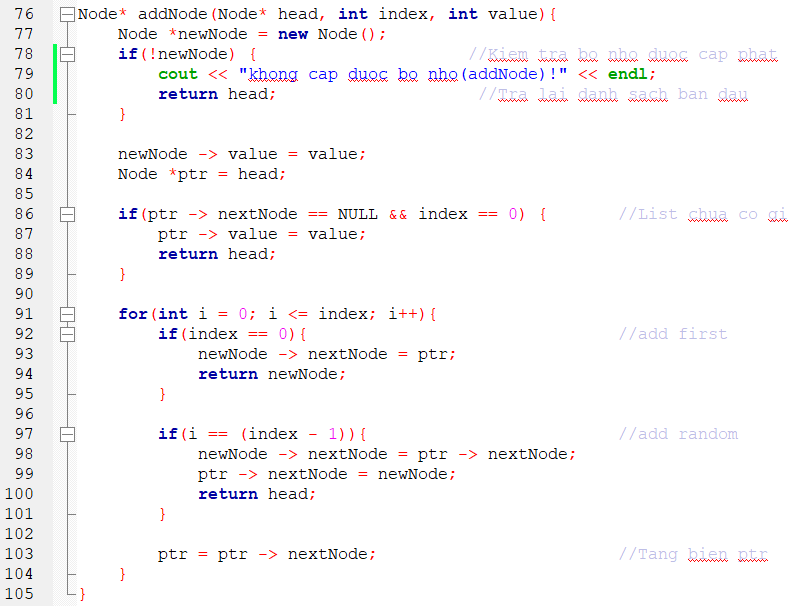 76 Node* addNode(Node* head, int index, int value){
77     Node *newNode = new Node();
78     if(!newNode) {                     //Kiem tra bo nho duoc cap phat
79         cout << "khong cap duoc bo nho(addNode)!" << endl;
80         return head;                    //Tra lai danh sach ban dau
81     }
82
83     newNode -> value = value;
84     Node *ptr = head;
85
86     if(ptr -> nextNode == NULL && index == 0) {       //List chua co gi
87         ptr -> value = value;
88         return head;
89     }
90
91     for(int i = 0; i <= index; i++){
92         if(index == 0){                               //add first
93             newNode -> nextNode = ptr;
94             return newNode;
95         }
96
97         if(i == (index - 1)){                         //add random
98             newNode -> nextNode = ptr -> nextNode;
99             ptr -> nextNode = newNode;
100             return head;
101         }
102
103         ptr = ptr -> nextNode;                        //Tang bien ptr
104     }
105 }